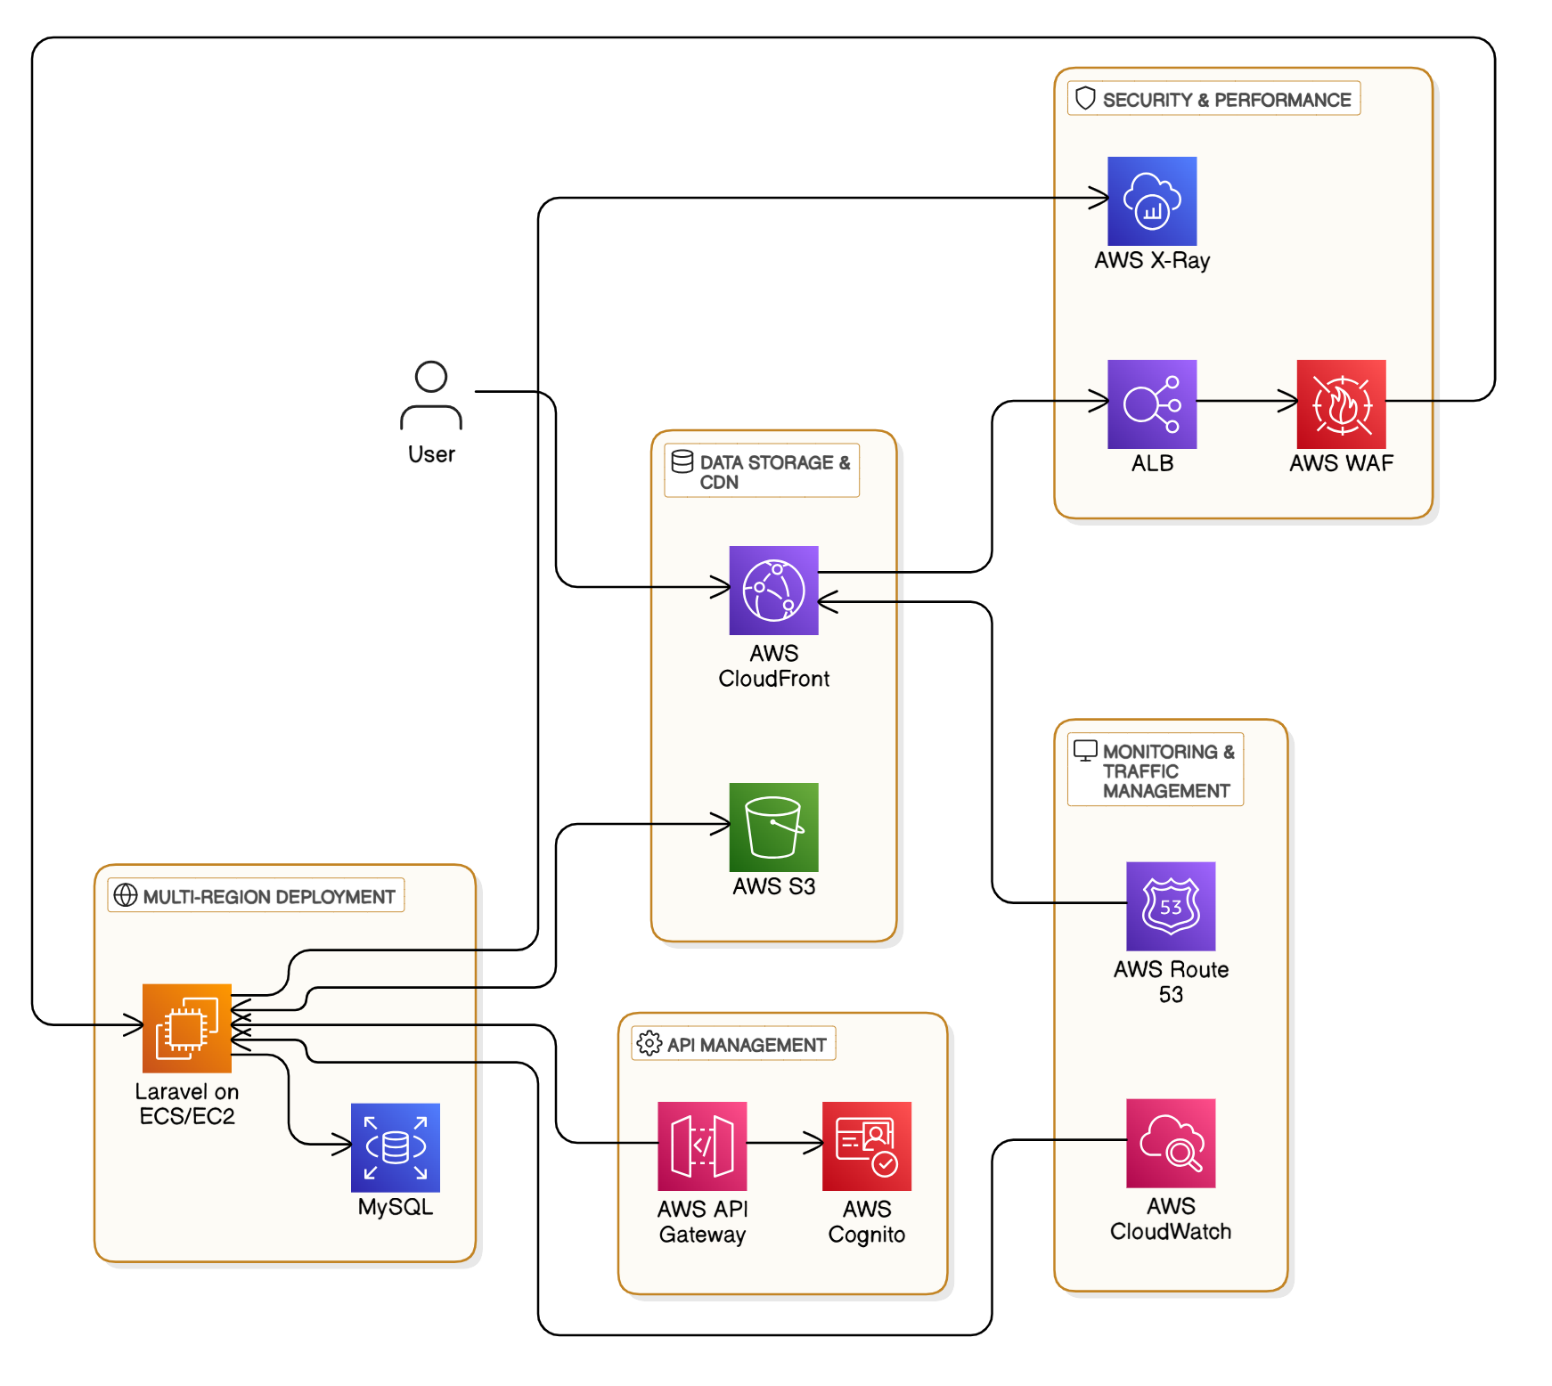 SECURITY & PERFORMANCE
AWS X-Ray
User
ALB
AWS WAF
DATA STORAGE &
CDN
AWS
CloudFront
AWS S3
MONITORING &
TRAFFIC
MANAGEMENT
53
AWS Route
53
AWS
CloudWatch
MULTI-REGION DEPLOYMENT
Laravel on
ECS/EC2
MySQL
API MANAGEMENT
</>
AWS API
Gateway
AWS
Cognito